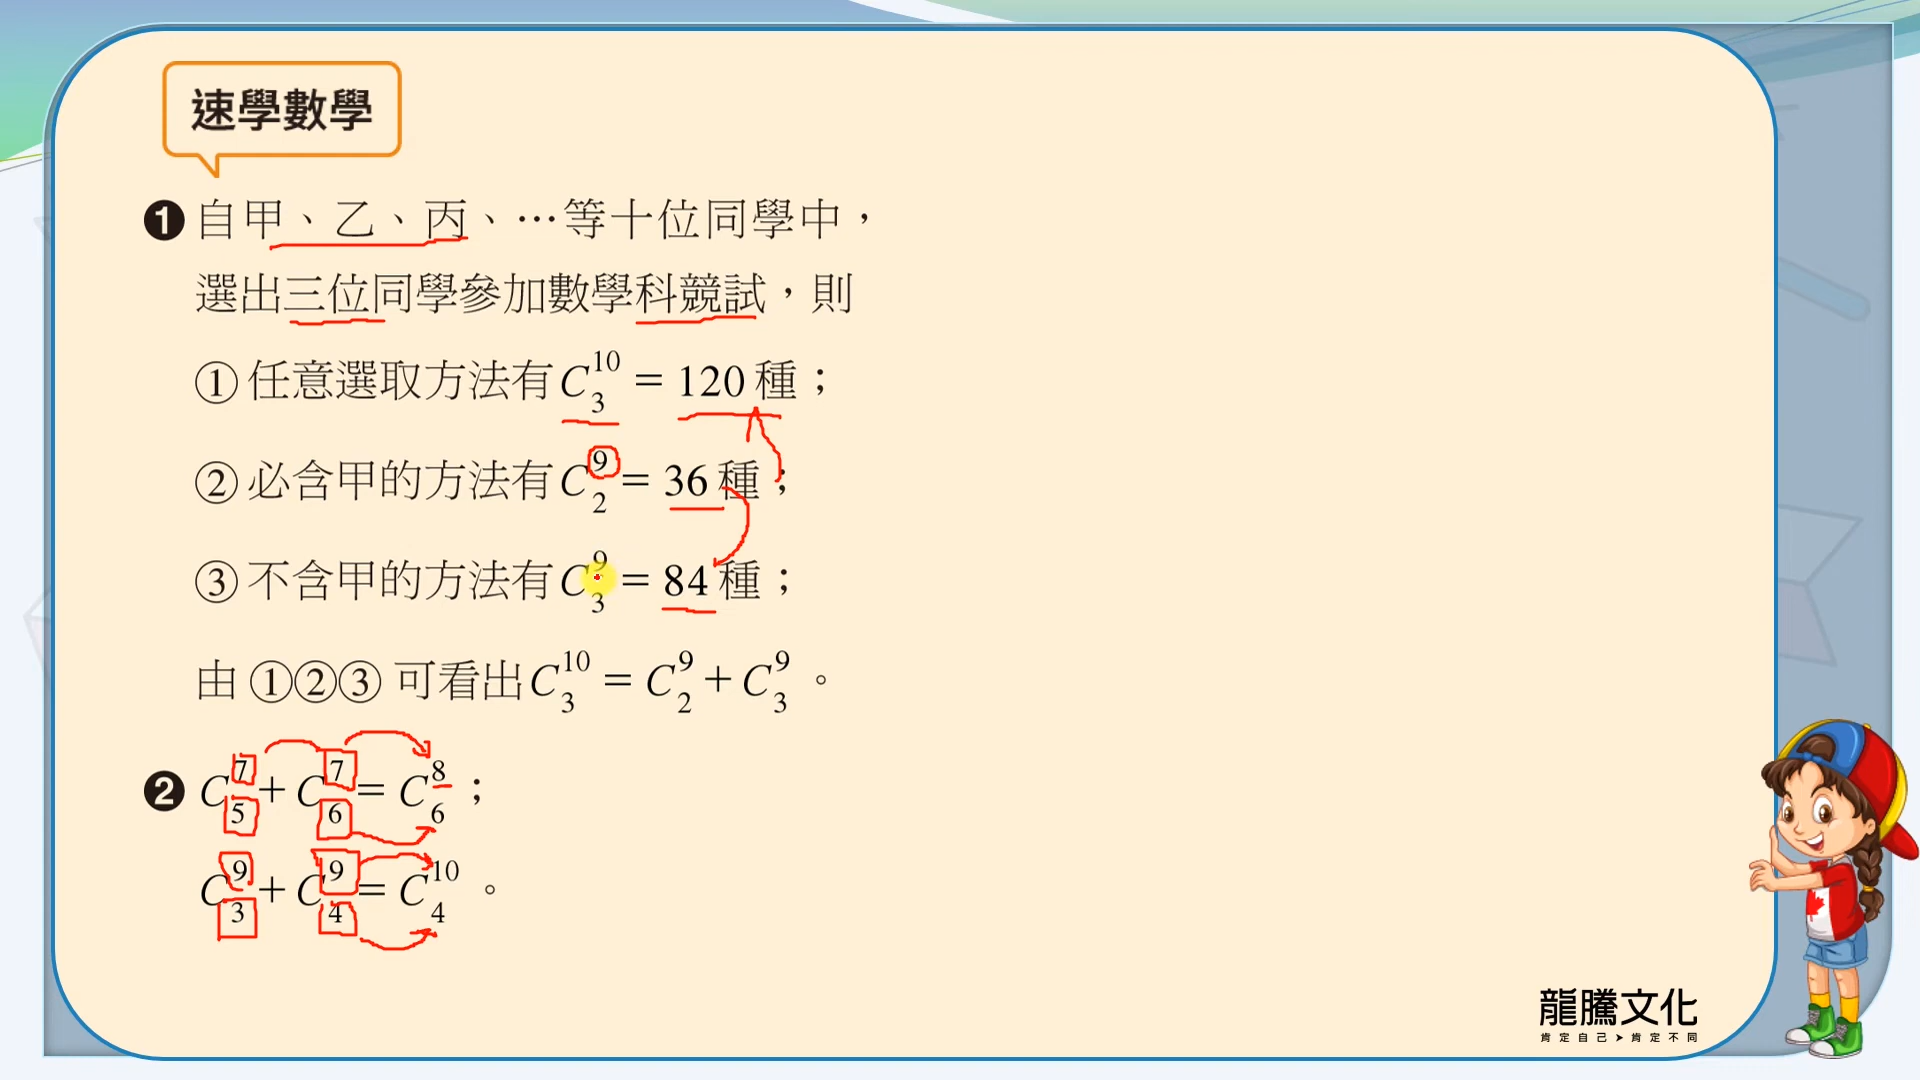 速學數學
❶ 自甲、乙、丙、…等十位同學中，
選出三位同學參加數學科競試，則
① 任意選取方法有 C₃¹⁰ = 120 種；
② 必含甲的方法有 C₂⁹ = 36 種；
③ 不含甲的方法有 C₃⁹ = 84 種；
由 ①②③ 可看出 C₃¹⁰ = C₂⁹ + C₃⁹ 。
❷ C₅⁷ + C₆⁷ = C₆⁸ ；
C₃⁹ + C₄⁹ = C₄¹⁰ 。
龍騰文化
肯定自己➤肯定不同